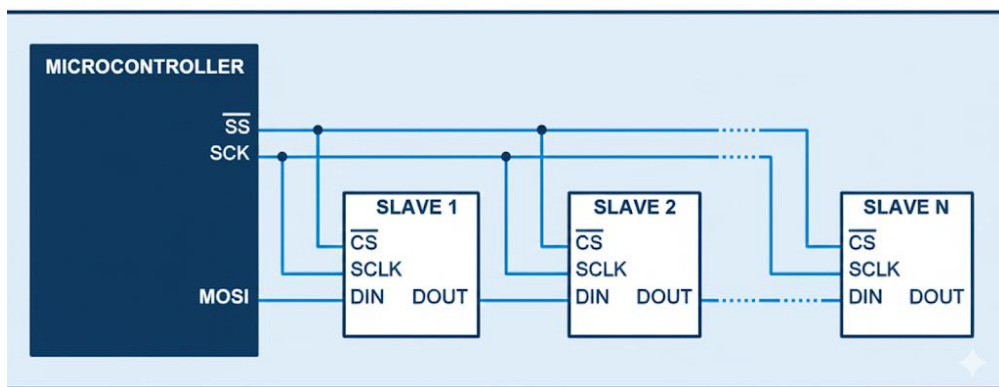 MICROCONTROLLER
SS
SCK
MOSI
SLAVE 1
CS
SCLK
DIN DOUT
SLAVE 2
CS
SCLK
DIN DOUT
SLAVE N
CS
SCLK
DIN DOUT